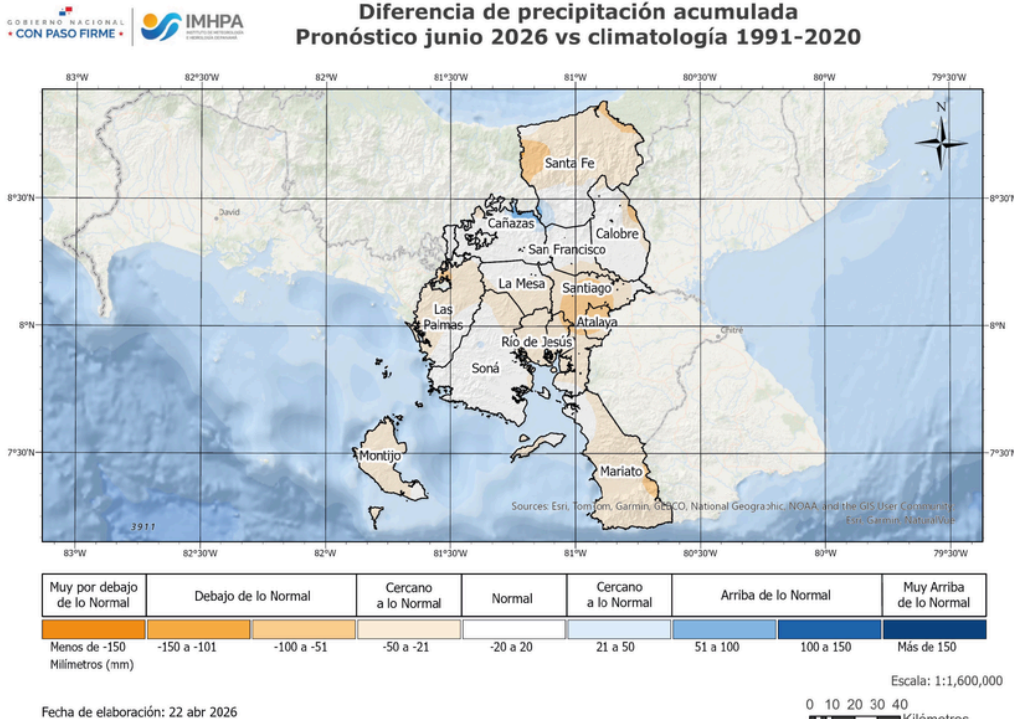 GOBIERNO NACIONAL
• CON PASO FIRME •
IMHPA
INSTITUTO DE METEOROLOGÍA
E HIDROLOGÍA DE PANAMÁ
Diferencia de precipitación acumulada
Pronóstico junio 2026 vs climatología 1991-2020
83°W 82°30'W 82°W 81°30'W 81°W 80°30'W 80°W 79°30'W
N
Santa Fe
8°30'N 8°30'N
David
Cañazas
Calobre
San Francisco
La Mesa
Santiago
Las
Palmas
8°N 8°N
Atalaya
Chitré
Río de Jesús
Soná
7°30'N 7°30'N
Montijo
Mariato
Sources: Esri, TomTom, Garmin, GEBCO, National Geographic, NOAA, and the GIS User Community
3911
Esri, Garmin, NaturalVue
83°W 82°30'W 82°W 81°30'W 81°W 80°30'W 80°W 79°30'W
Muy por debajo
de lo Normal
Debajo de lo Normal
Cercano
a lo Normal
Normal
Cercano
a lo Normal
Arriba de lo Normal
Muy Arriba
de lo Normal
Menos de -150 -150 a -101 -100 a -51 -50 a -21 -20 a 20 21 a 50 51 a 100 100 a 150 Más de 150
Milímetros (mm)
Escala: 1:1,600,000
Fecha de elaboración: 22 abr 2026
0 10 20 30 40
Kilómetros